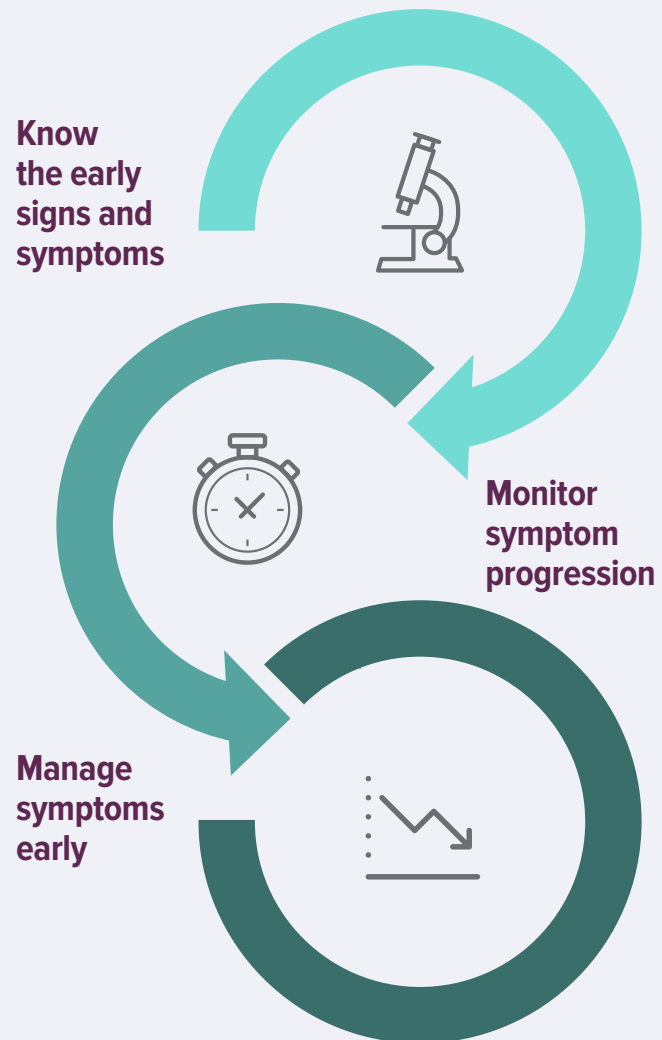 Know
the early
signs and
symptoms
Monitor
symptom
progression
Manage
symptoms
early